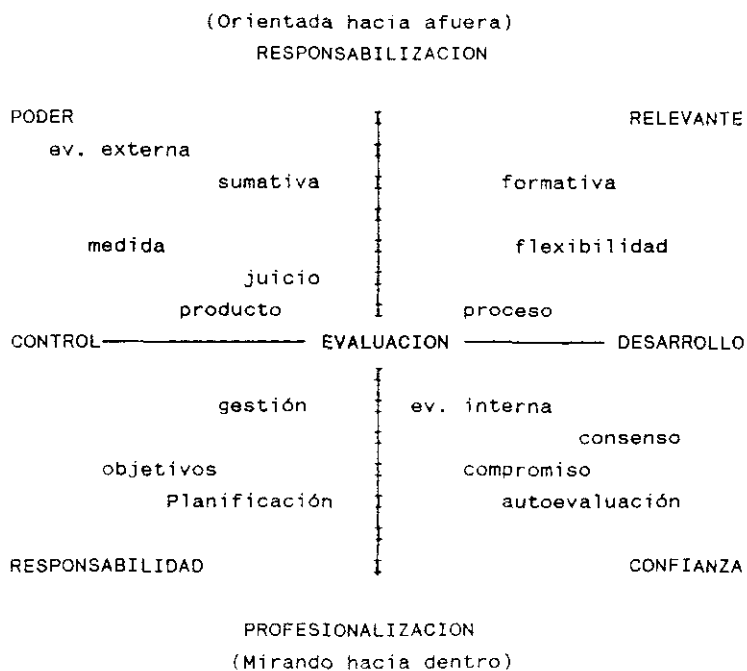 (Orientada hacia afuera)
RESPONSABILIZACION
PODER RELEVANTE
ev. externa
sumativa formativa
medida flexibilidad
juicio
producto proceso
CONTROL EVALUACION DESARROLLO
gestión ev. interna
consenso
objetivos compromiso
Planificación autoevaluación
RESPONSABILIDAD CONFIANZA
PROFESIONALIZACION
(Mirando hacia dentro)